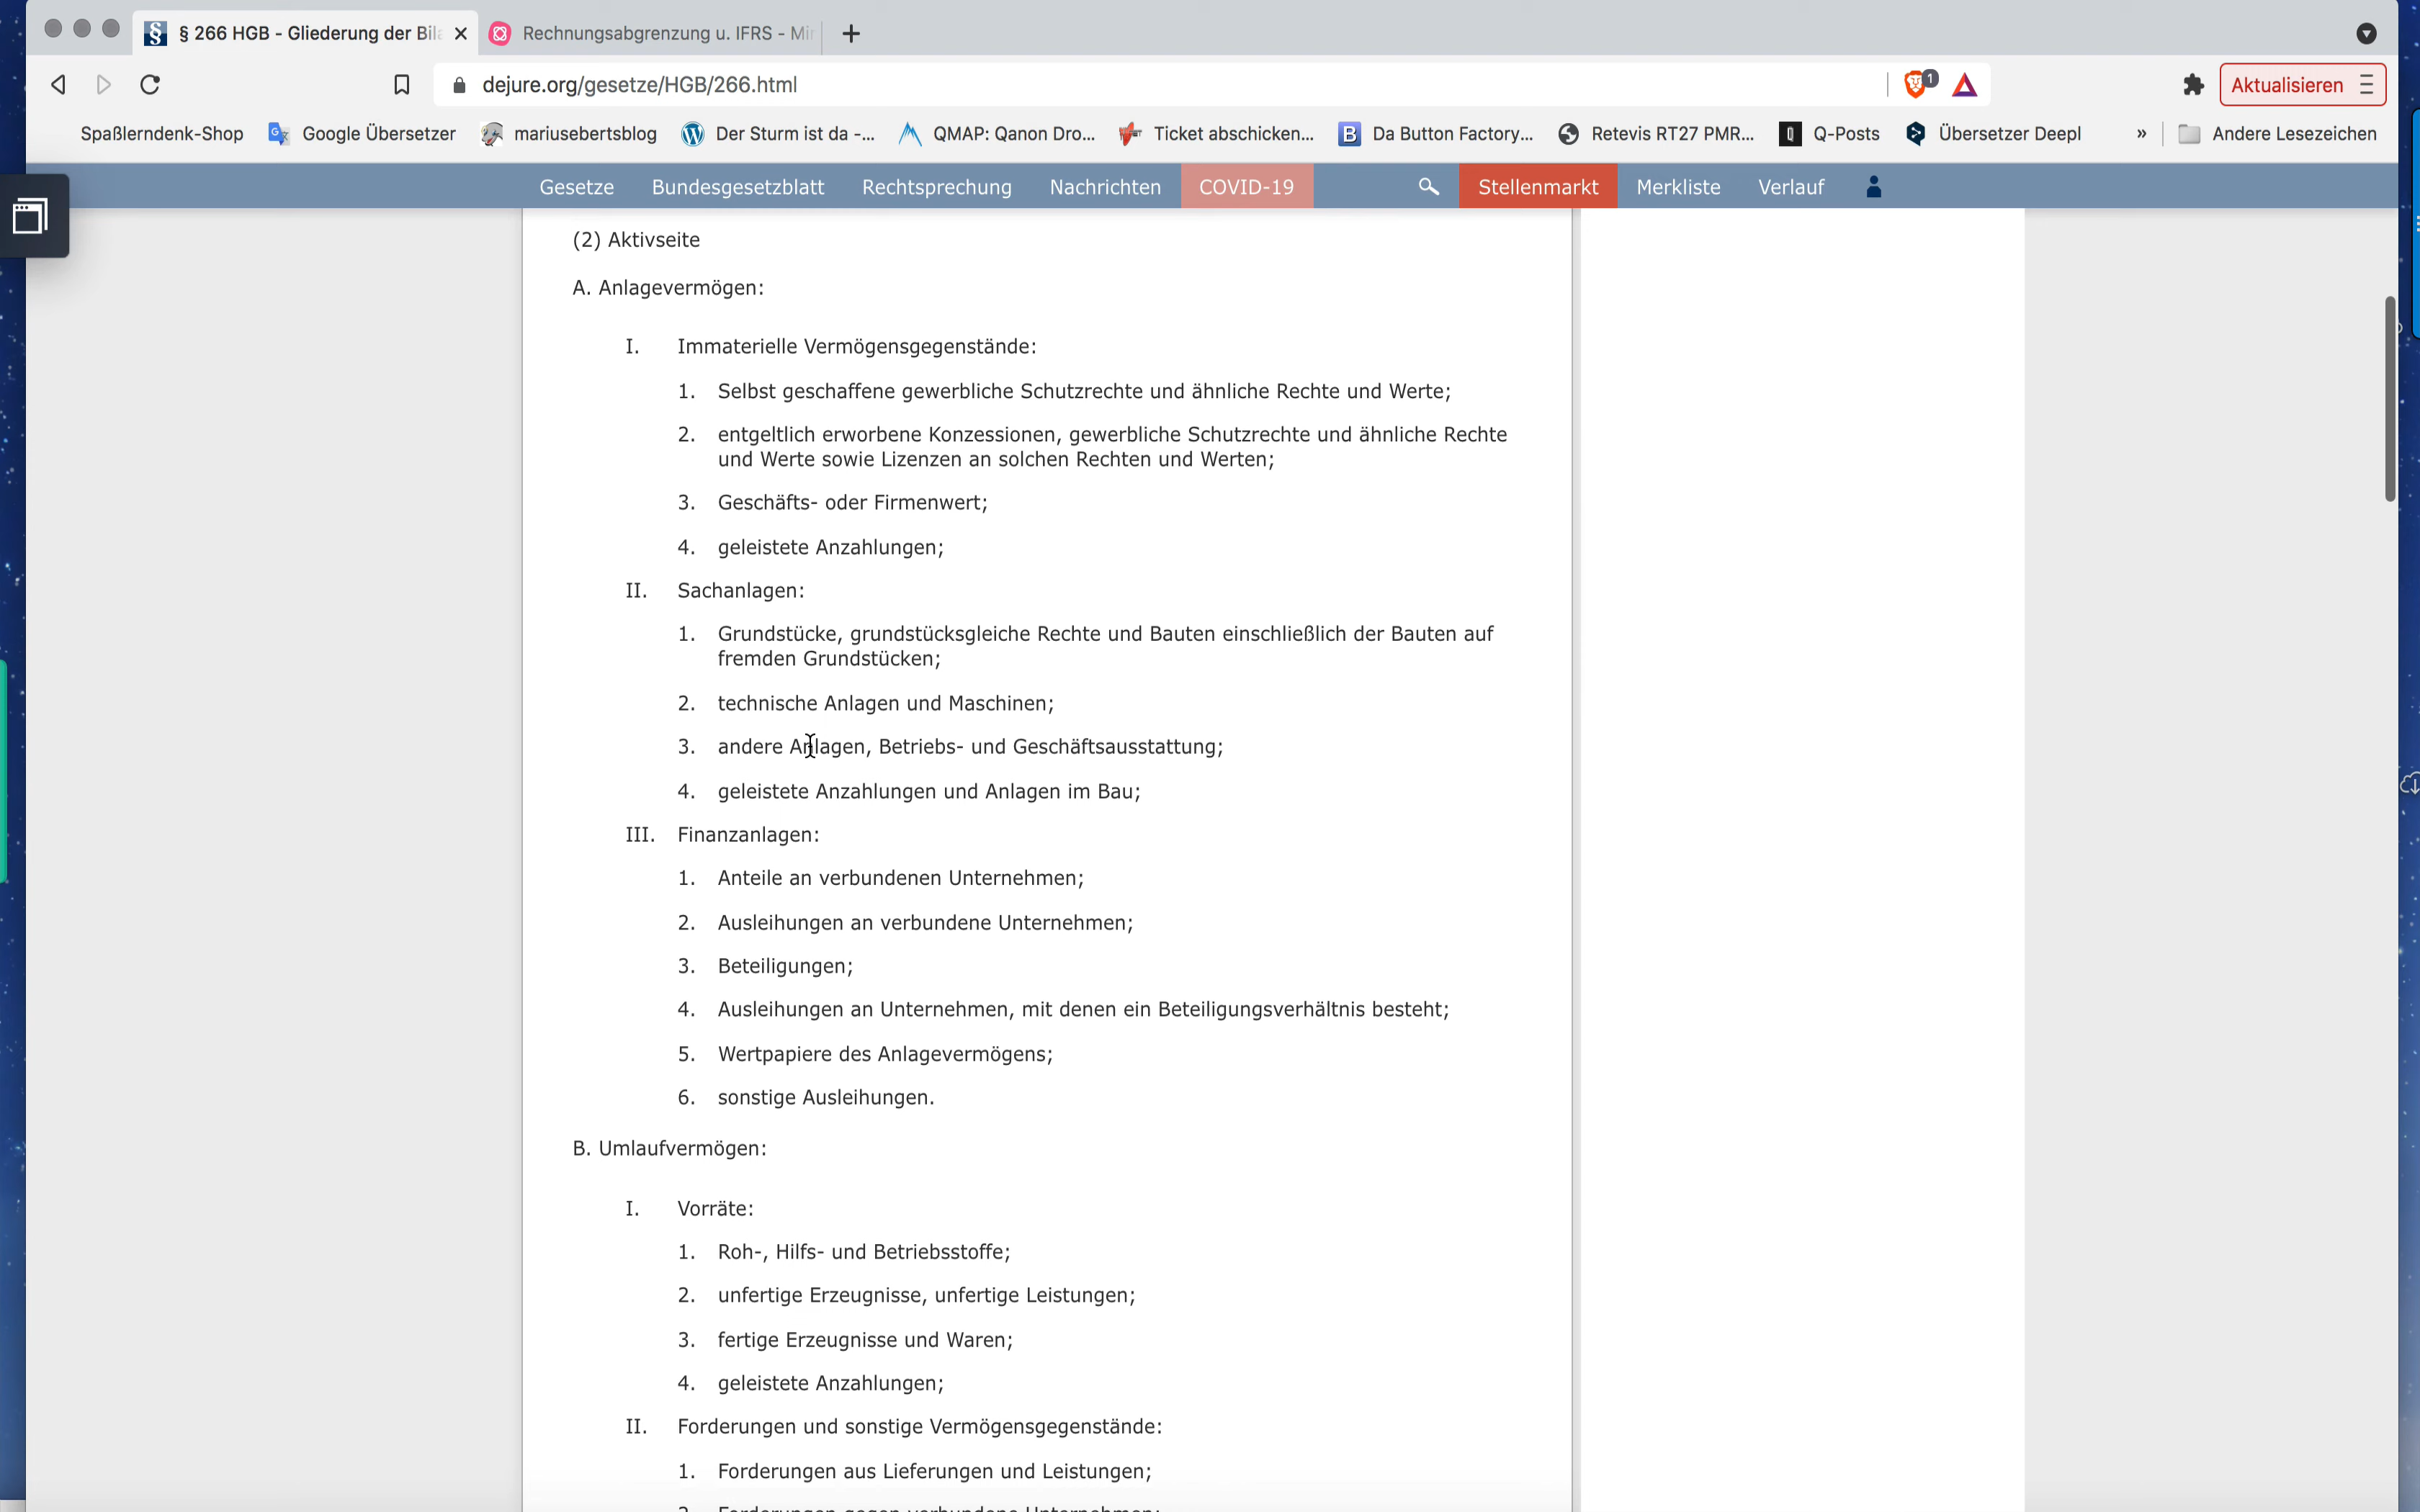 § 266 HGB - Gliederung der Bil
Rechnungsabgrenzung u. IFRS - Mi
dejure.org/gesetze/HGB/266.html
1
Aktualisieren
Spaßlerndenk-Shop
Google Übersetzer
mariusebertsblog
Der Sturm ist da -...
QMAP: Qanon Dro...
Ticket abschicken...
B
Da Button Factory...
Retevis RT27 PMR...
Q-Posts
Übersetzer Deepl
»
Andere Lesezeichen
Gesetze
Bundesgesetzblatt
Rechtsprechung
Nachrichten
COVID-19
Stellenmarkt
Merkliste
Verlauf
(2) Aktivseite
A. Anlagevermögen:
I. Immaterielle Vermögensgegenstände:
1. Selbst geschaffene gewerbliche Schutzrechte und ähnliche Rechte und Werte;
2. entgeltlich erworbene Konzessionen, gewerbliche Schutzrechte und ähnliche Rechte
und Werte sowie Lizenzen an solchen Rechten und Werten;
3. Geschäfts- oder Firmenwert;
4. geleistete Anzahlungen;
II. Sachanlagen:
1. Grundstücke, grundstücksgleiche Rechte und Bauten einschließlich der Bauten auf
fremden Grundstücken;
2. technische Anlagen und Maschinen;
3. andere Anlagen, Betriebs- und Geschäftsausstattung;
4. geleistete Anzahlungen und Anlagen im Bau;
III. Finanzanlagen:
1. Anteile an verbundenen Unternehmen;
2. Ausleihungen an verbundene Unternehmen;
3. Beteiligungen;
4. Ausleihungen an Unternehmen, mit denen ein Beteiligungsverhältnis besteht;
5. Wertpapiere des Anlagevermögens;
6. sonstige Ausleihungen.
B. Umlaufvermögen:
I. Vorräte:
1. Roh-, Hilfs- und Betriebsstoffe;
2. unfertige Erzeugnisse, unfertige Leistungen;
3. fertige Erzeugnisse und Waren;
4. geleistete Anzahlungen;
II. Forderungen und sonstige Vermögensgegenstände:
1. Forderungen aus Lieferungen und Leistungen;